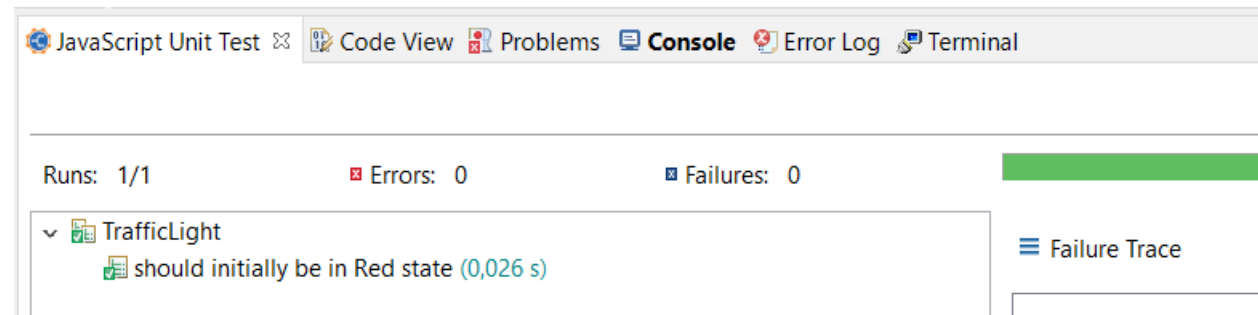 JavaScript Unit Test Code View Problems Console Error Log Terminal
Runs: 1/1 Errors: 0 Failures: 0
TrafficLight
should initially be in Red state (0,026 s)
Failure Trace